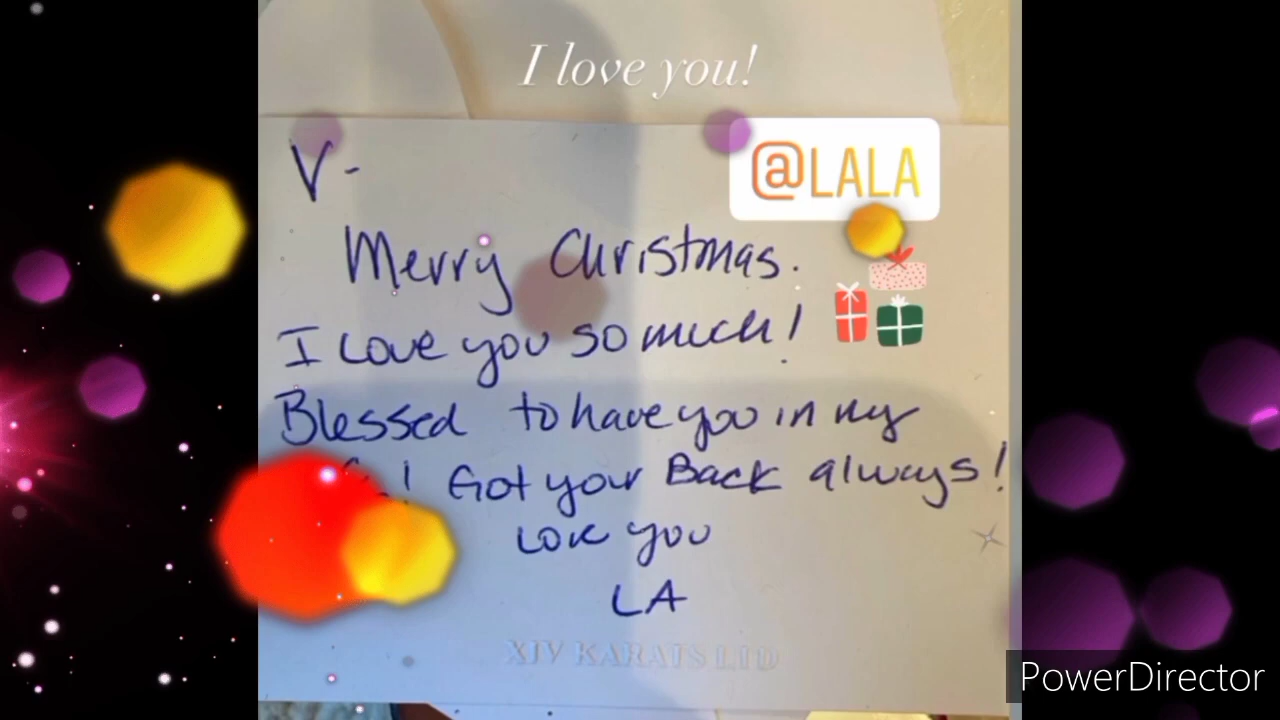 I love you!
@LALA
V-
Merry Christmas.
I Love you so much!
Blessed to have you in my
! Got your Back always!
Love you
LA
XIV KARATS LTD
PowerDirector